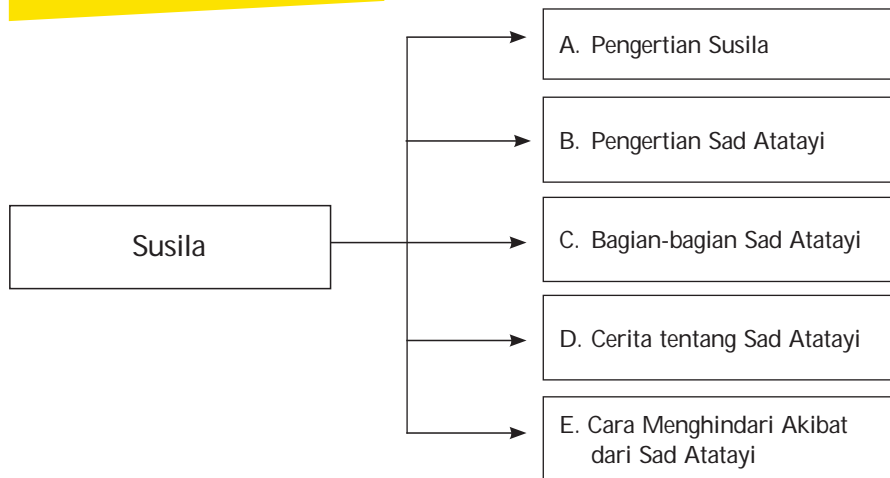 A. Pengertian Susila
B. Pengertian Sad Atatayi
Susila
C. Bagian-bagian Sad Atatayi
D. Cerita tentang Sad Atatayi
E. Cara Menghindari Akibat
dari Sad Atatayi